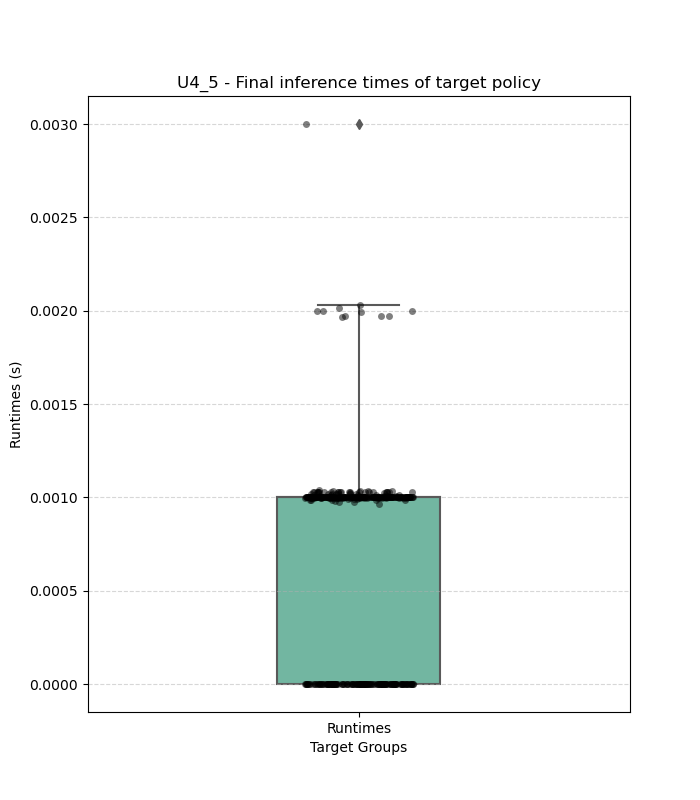 U4_5 - Final inference times of target policy
0.0030
0.0025
0.0020
0.0015
0.0010
0.0005
0.0000
Runtimes (s)
Runtimes
Target Groups